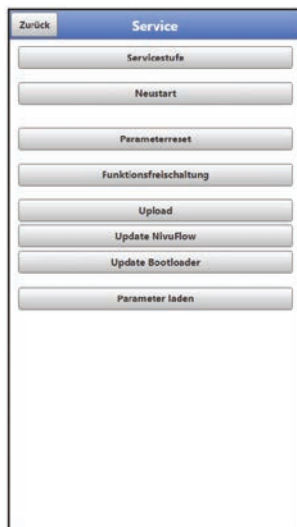 Zurück
Service
Servicestufe
Neustart
Parameterreset
Funktionsfreischaltung
Upload
Update NivuFlow
Update Bootloader
Parameter laden